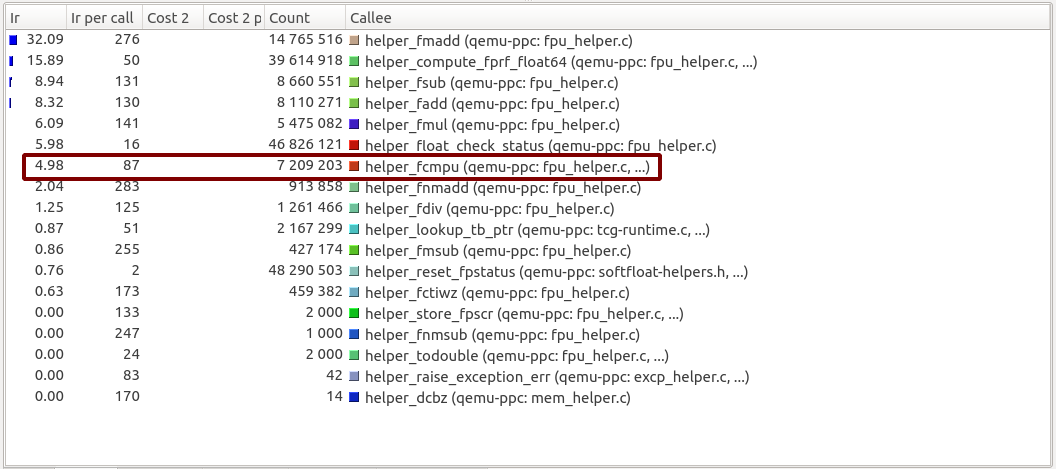 Ir Ir per call Cost 2 Cost 2 p Count Callee
32.09 276 14 765 516 helper_fmadd (qemu-ppc: fpu_helper.c)
15.89 50 39 614 918 helper_compute_fprf_float64 (qemu-ppc: fpu_helper.c, ...)
8.94 131 8 660 551 helper_fsub (qemu-ppc: fpu_helper.c)
8.32 130 8 110 271 helper_fadd (qemu-ppc: fpu_helper.c)
6.09 141 5 475 082 helper_fmul (qemu-ppc: fpu_helper.c)
5.98 16 46 826 121 helper_float_check_status (qemu-ppc: fpu_helper.c)
4.98 87 7 209 203 helper_fcmpu (qemu-ppc: fpu_helper.c, ...)
2.04 283 913 858 helper_fnmadd (qemu-ppc: fpu_helper.c)
1.25 125 1 261 466 helper_fdiv (qemu-ppc: fpu_helper.c)
0.87 51 2 167 299 helper_lookup_tb_ptr (qemu-ppc: tcg-runtime.c, ...)
0.86 255 427 174 helper_fmsub (qemu-ppc: fpu_helper.c)
0.76 2 48 290 503 helper_reset_fpstatus (qemu-ppc: softfloat-helpers.h, ...)
0.63 173 459 382 helper_fctiwz (qemu-ppc: fpu_helper.c)
0.00 133 2 000 helper_store_fpscr (qemu-ppc: fpu_helper.c, ...)
0.00 247 1 000 helper_fnmsub (qemu-ppc: fpu_helper.c)
0.00 24 2 000 helper_todouble (qemu-ppc: fpu_helper.c, ...)
0.00 83 42 helper_raise_exception_err (qemu-ppc: excp_helper.c, ...)
0.00 170 14 helper_dcbz (qemu-ppc: mem_helper.c)